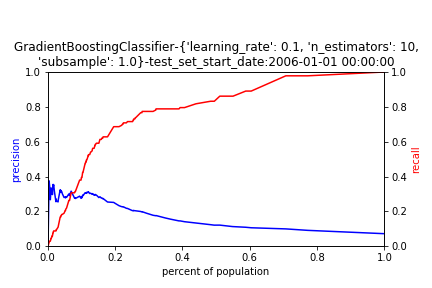 GradientBoostingClassifier-{'learning_rate': 0.1, 'n_estimators': 10,
'subsample': 1.0}-test_set_start_date:2006-01-01 00:00:00
1.0 1.0
0.8 0.8
precision recall
0.6 0.6
0.4 0.4
0.2 0.2
0.0 0.0
0.0 0.2 0.4 0.6 0.8 1.0
percent of population